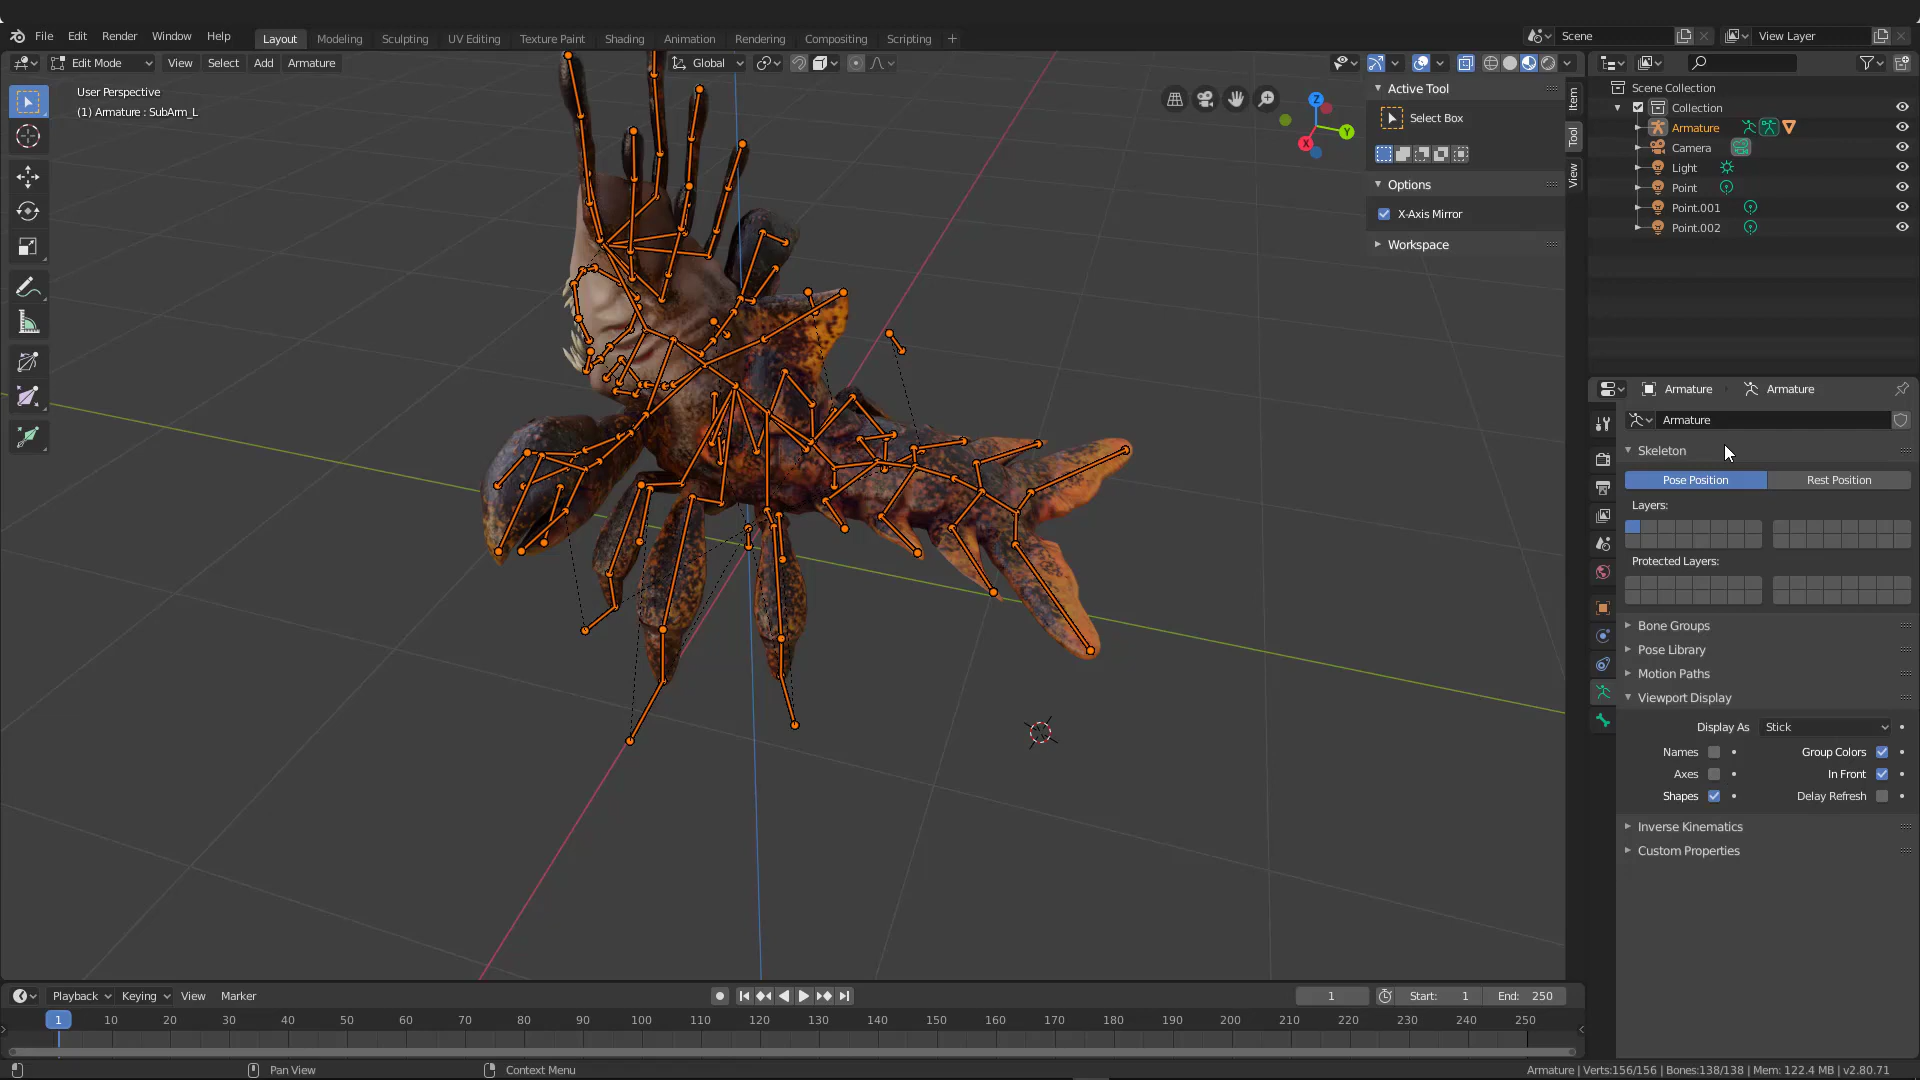 File Edit Render Window Help Layout Modeling Sculpting UV Editing Texture Paint Shading Animation Rendering Compositing Scripting + Scene View Layer
Edit Mode View Select Add Armature Global
User Perspective
(1) Armature : SubArm_L
Z
Y
X
Active Tool
Select Box
Options
X-Axis Mirror
Workspace
Item
Tool
View
Scene Collection
Collection
Armature
Camera
Light
Point
Point.001
Point.002
Armature Armature
Armature
Skeleton
Pose Position Rest Position
Layers:
Protected Layers:
Bone Groups
Pose Library
Motion Paths
Viewport Display
Display As Stick
Names Group Colors
Axes In Front
Shapes Delay Refresh
Inverse Kinematics
Custom Properties
Playback Keying View Marker 1 Start: 1 End: 250
1 10 20 30 40 50 60 70 80 90 100 110 120 130 140 150 160 170 180 190 200 210 220 230 240 250
Pan View Context Menu Armature | Verts:156/156 | Bones:138/138 | Mem: 122.4 MB | v2.80.71